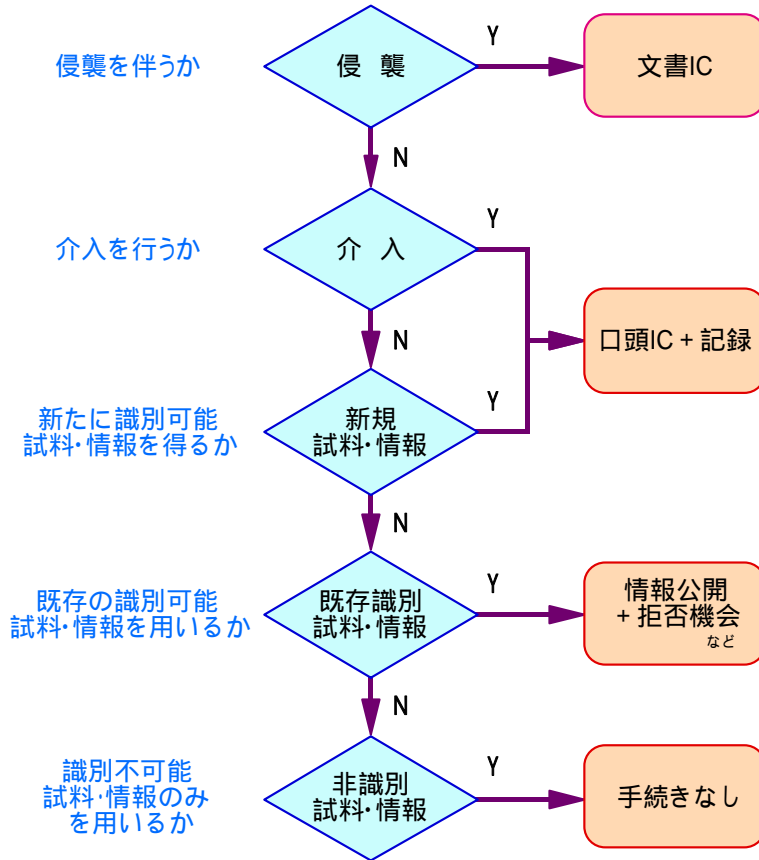 侵襲を伴うか
侵 襲
Y
文書IC
N
介入を行うか
介 入
Y
N
口頭IC + 記録
新たに識別可能
試料・情報を得るか
新規
試料・情報
Y
N
既存の識別可能
試料・情報を用いるか
既存識別
試料・情報
Y
情報公開
+ 拒否機会
など
N
識別不可能
試料・情報のみ
を用いるか
非識別
試料・情報
Y
手続きなし